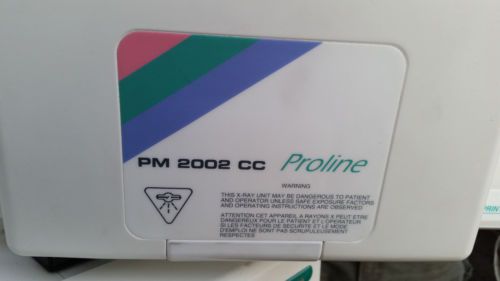 PM 2002 CC Proline
WARNING
THIS X-RAY UNIT MAY BE DANGEROUS TO PATIENT
AND OPERATOR UNLESS SAFE EXPOSURE FACTORS
AND OPERATING INSTRUCTIONS ARE OBSERVED
ATTENTION CET APPAREIL A RAYONS X PEUT ETRE
DANGEREUX POUR LE PATIENT ET L'OPERATEUR
SI LES FACTEURS DE SECURITE ET LE MODE
D'EMPLOI NE SONT PAS SCRUPULEUSEMENT
RESPECTES